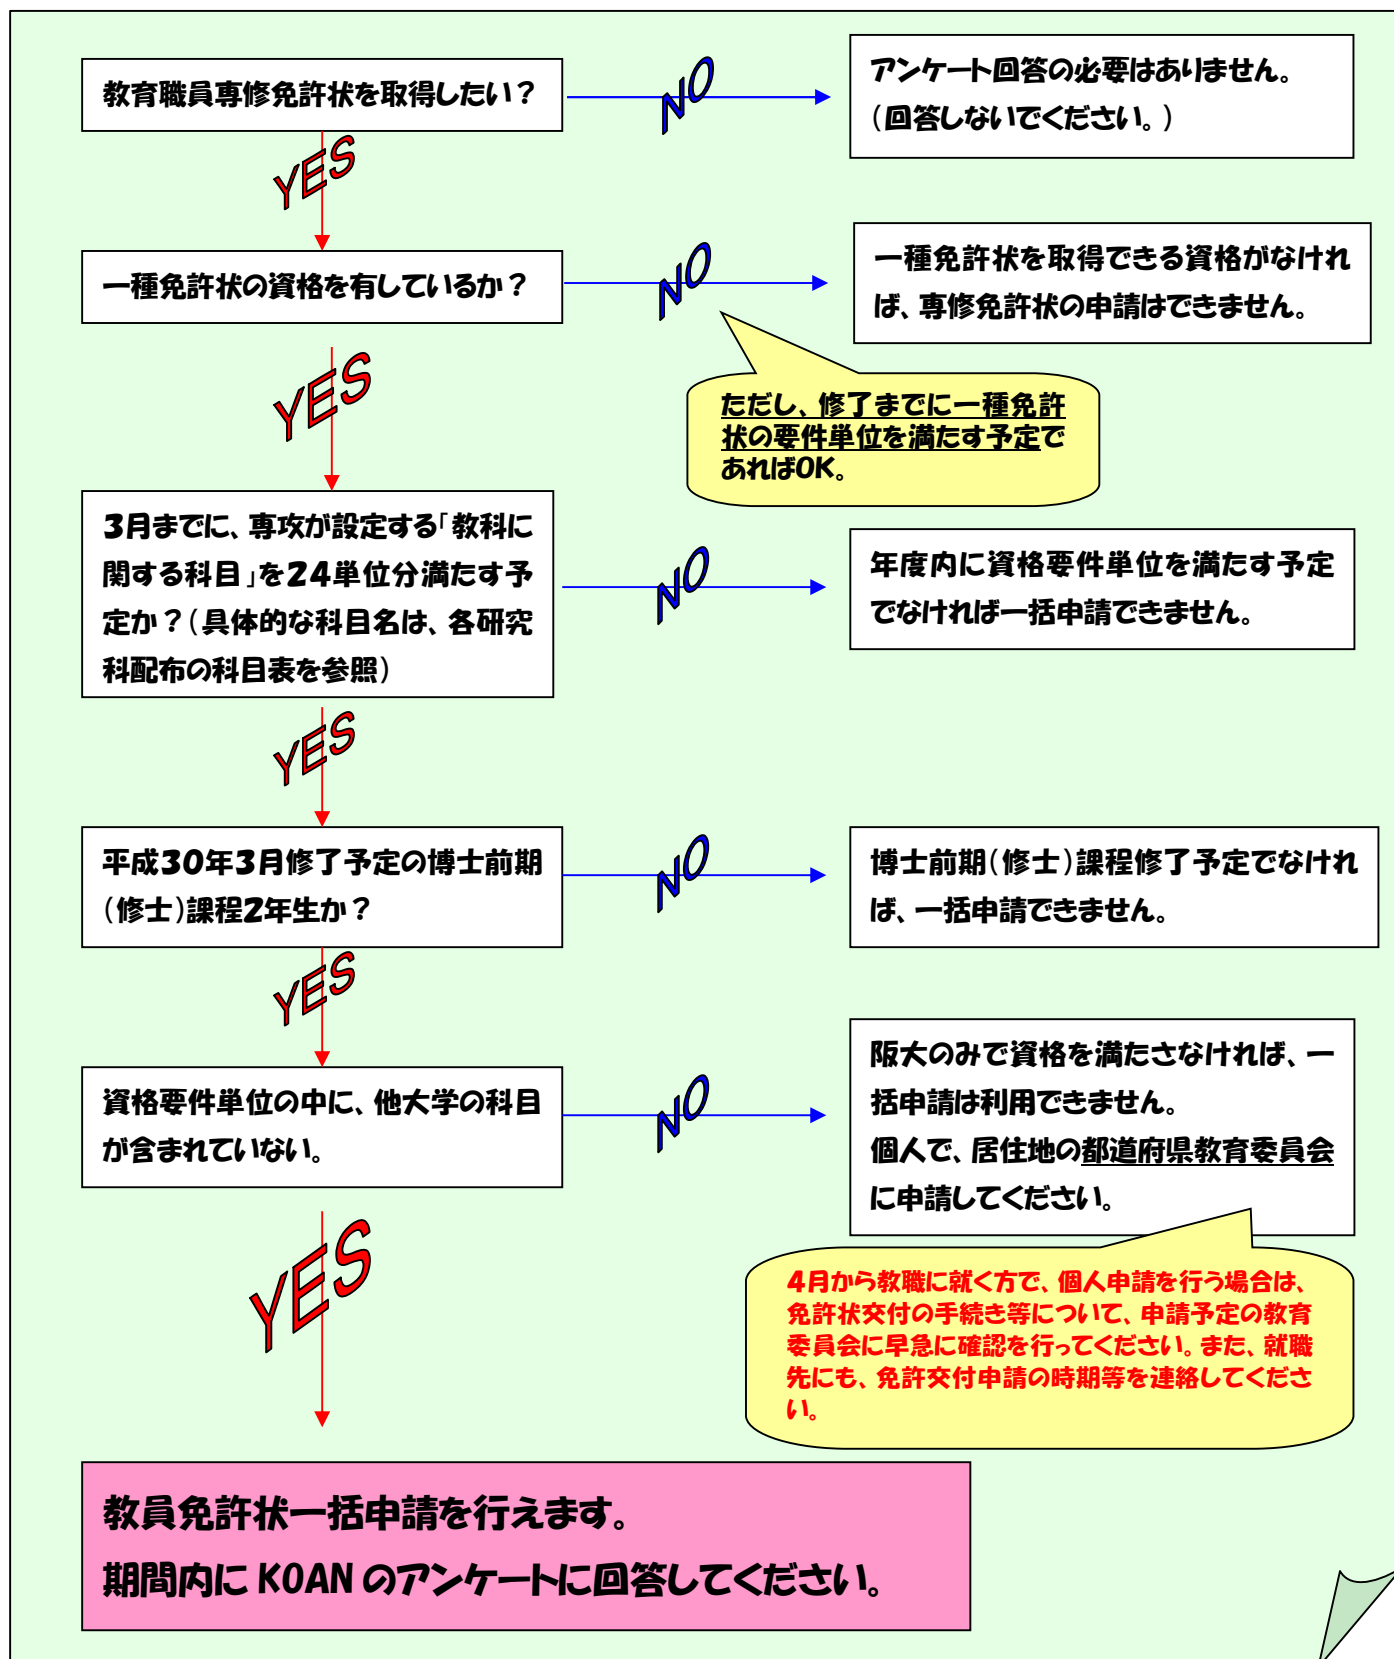 教育職員専修免許状を取得したい？
NO
アンケート回答の必要はありません。
（回答しないでください。）
YES
一種免許状の資格を有しているか？
NO
一種免許状を取得できる資格がなけれ
ば、専修免許状の申請はできません。
ただし、修了までに一種免許
状の要件単位を満たす予定で
あればOK。
YES
3月までに、専攻が設定する「教科に
関する科目」を24単位分満たす予
定か？（具体的な科目名は、各研究
科配布の科目表を参照）
NO
年度内に資格要件単位を満たす予定
でなければ一括申請できません。
YES
平成30年3月修了予定の博士前期
（修士）課程2年生か？
NO
博士前期（修士）課程修了予定でなけれ
ば、一括申請できません。
YES
資格要件単位の中に、他大学の科目
が含まれていない。
NO
阪大のみで資格を満たさなければ、一
括申請は利用できません。
個人で、居住地の都道府県教育委員会
に申請してください。
4月から教職に就く方で、個人申請を行う場合は、
免許状交付の手続き等について、申請予定の教育
委員会に早急に確認を行ってください。また、就職
先にも、免許交付申請の時期等を連絡してくださ
い。
YES
教員免許状一括申請を行えます。
期間内に KOAN のアンケートに回答してください。